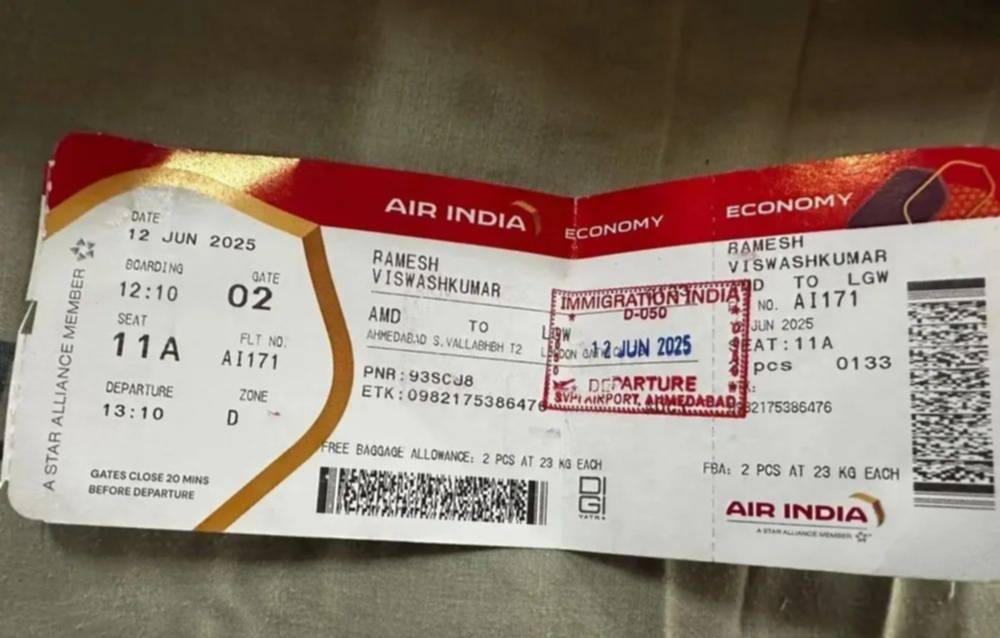 AIR INDIA
ECONOMY
ECONOMY
A STAR ALLIANCE MEMBER
DATE
12 JUN 2025
BOARDING
12:10
GATE
02
SEAT
11A
FLT NO.
AI171
DEPARTURE
13:10
ZONE
D
GATES CLOSE 20 MINS
BEFORE DEPARTURE
RAMESH
VISWASHKUMAR
AMD TO LGW
AHMEDABAD S.VALLABHBH T2
PNR:93SCJ8
ETK:0982175386476
FREE BAGGAGE ALLOWANCE: 2 PCS AT 23 KG EACH
DIGI
YATRA
IMMIGRATION INDIA
D-050
12 JUN 2025
DEPARTURE
SVPI AIRPORT, AHMEDABAD
RAMESH
VISWASHKUMAR
TO LGW
NO. AI171
JUN 2025
SEAT:11A
pcs 0133
82175386476
FBA: 2 PCS AT 23 KG EACH
AIR INDIA
A STAR ALLIANCE MEMBER